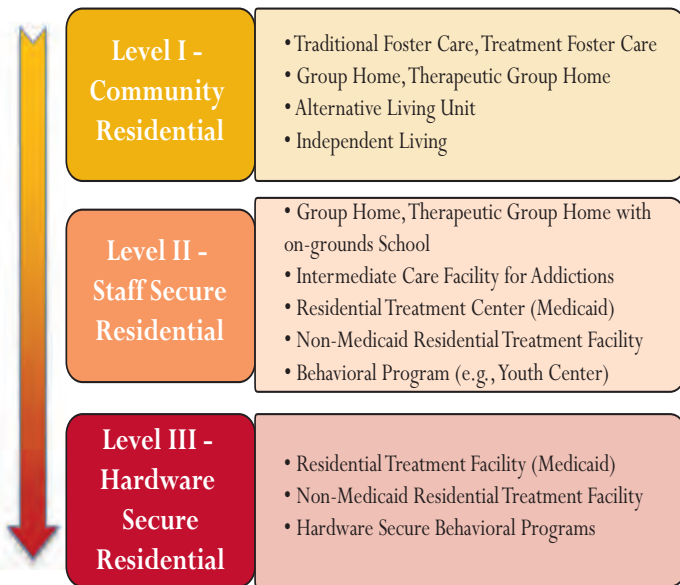 Level I -
Community
Residential
• Traditional Foster Care, Treatment Foster Care
• Group Home, Therapeutic Group Home
• Alternative Living Unit
• Independent Living
Level II -
Staff Secure
Residential
• Group Home, Therapeutic Group Home with
on-grounds School
• Intermediate Care Facility for Addictions
• Residential Treatment Center (Medicaid)
• Non-Medicaid Residential Treatment Facility
• Behavioral Program (e.g., Youth Center)
Level III -
Hardware
Secure
Residential
• Residential Treatment Facility (Medicaid)
• Non-Medicaid Residential Treatment Facility
• Hardware Secure Behavioral Programs